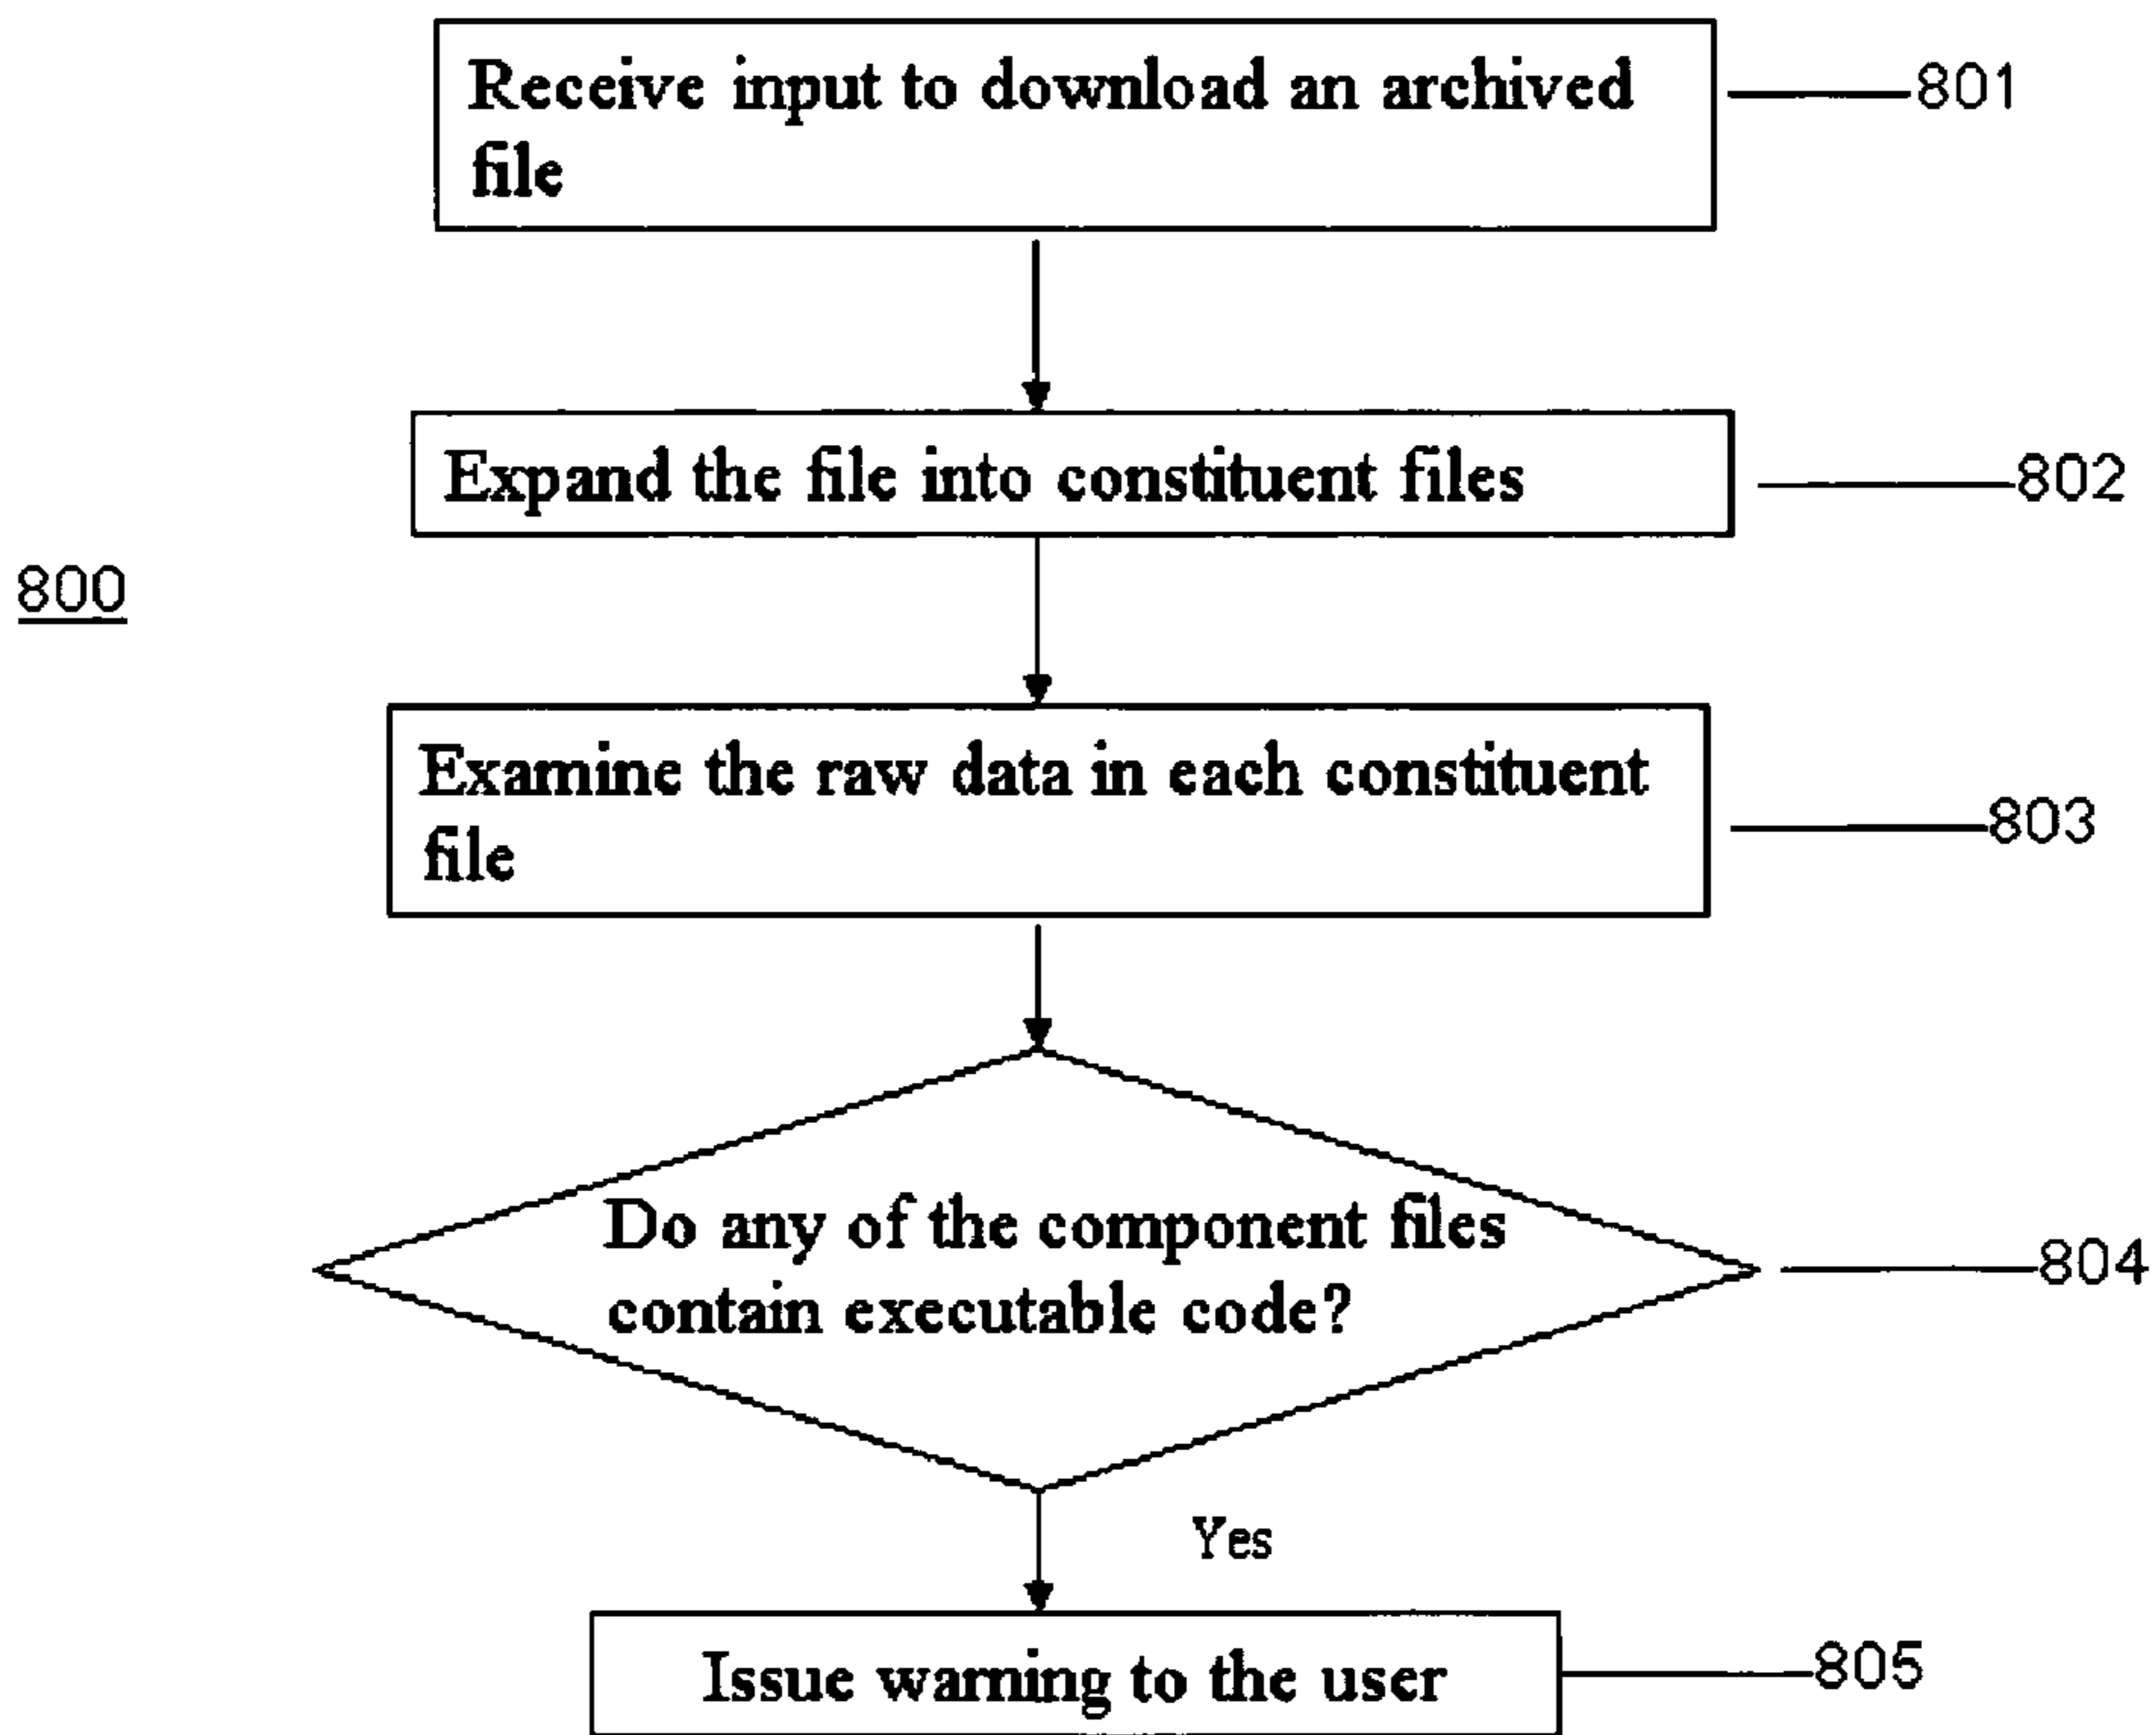 Receive input to download an archived
file
801
Expand the file into constituent files
802
800
Examine the raw data in each constituent
file
803
Do any of the component files
contain executable code?
804
Yes
Issue warning to the user
805